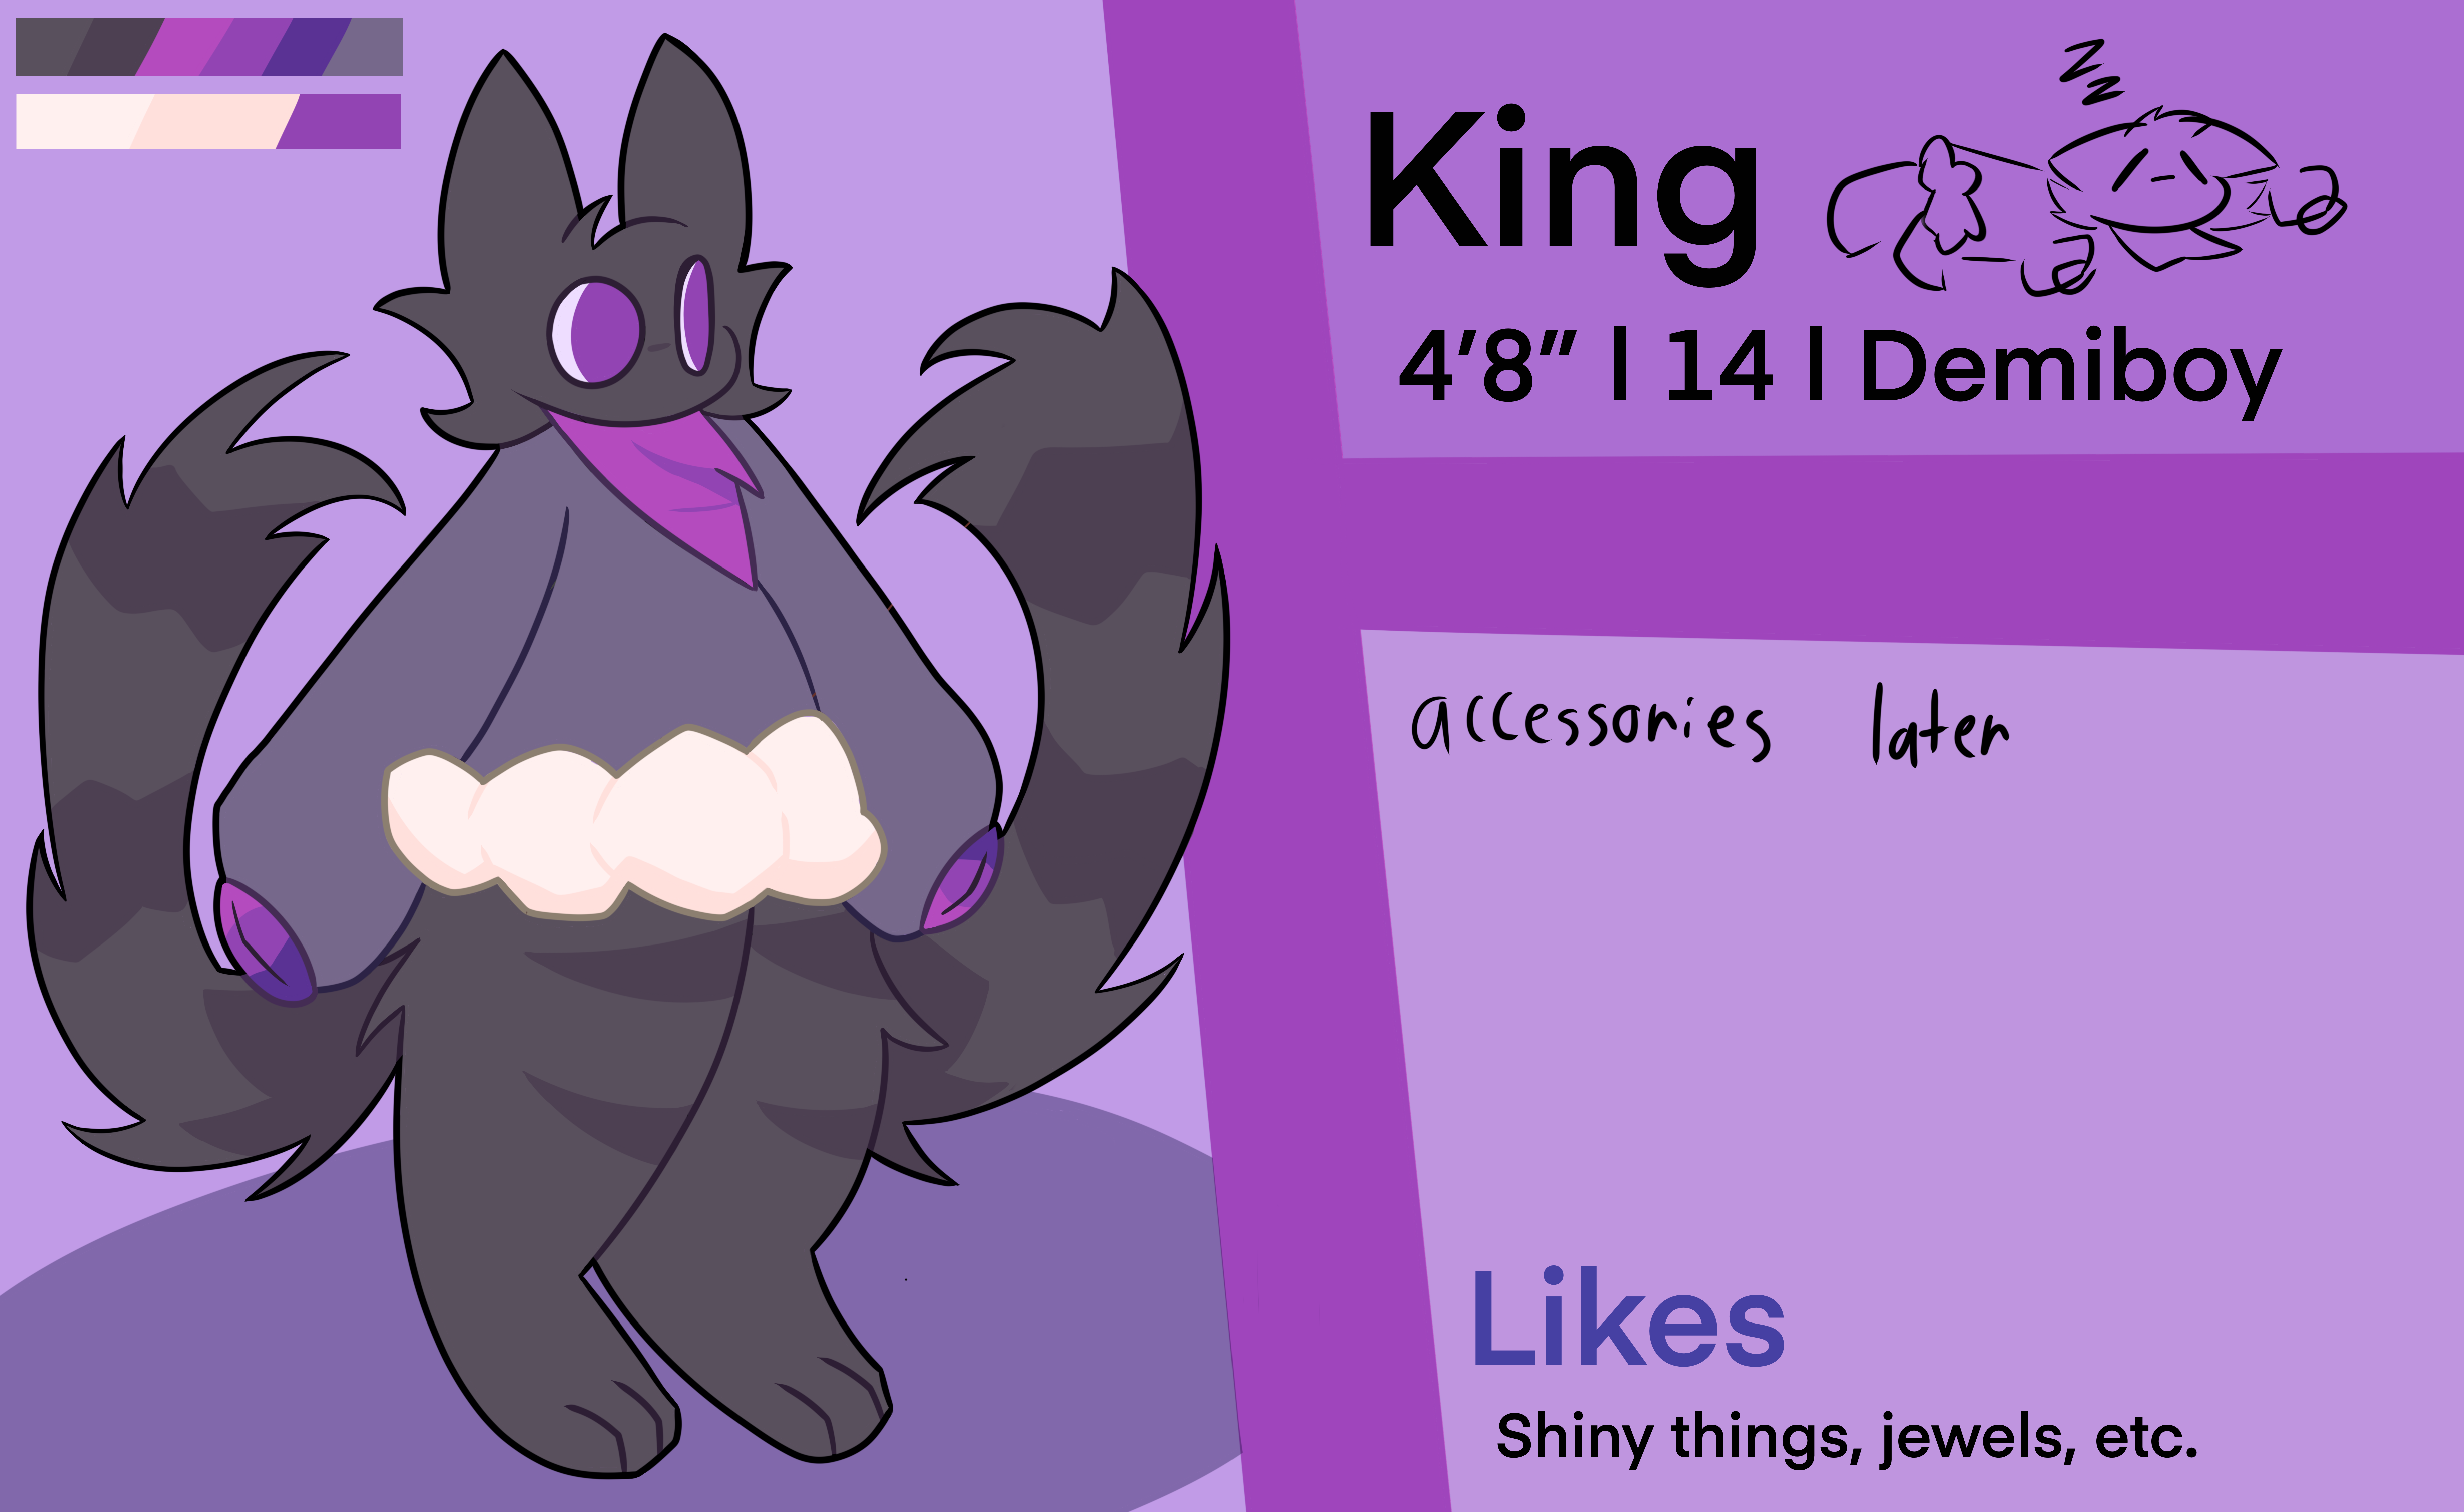 King
4'8" | 14 | Demiboy
accessories later
Likes
Shiny things, jewels, etc.